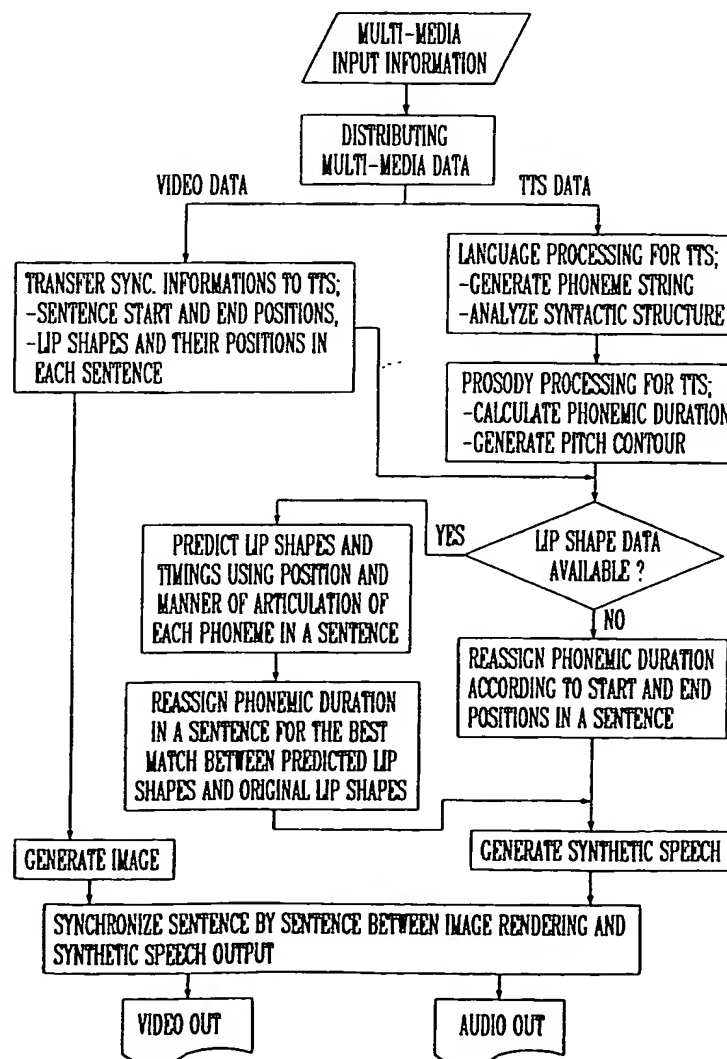 MULTI-MEDIA
INPUT INFORMATION
DISTRIBUTING
MULTI-MEDIA DATA
VIDEO DATA
TTS DATA
TRANSFER SYNC. INFORMATIONS TO TTS;
-SENTENCE START AND END POSITIONS,
-LIP SHAPES AND THEIR POSITIONS IN
EACH SENTENCE
LANGUAGE PROCESSING FOR TTS;
-GENERATE PHONEME STRING
-ANALYZE SYNTACTIC STRUCTURE
PROSODY PROCESSING FOR TTS;
-CALCULATE PHONEMIC DURATION
-GENERATE PITCH CONTOUR
LIP SHAPE DATA
AVAILABLE ?
YES
PREDICT LIP SHAPES AND
TIMINGS USING POSITION AND
MANNER OF ARTICULATION OF
EACH PHONEME IN A SENTENCE
NO
REASSIGN PHONEMIC DURATION
ACCORDING TO START AND END
POSITIONS IN A SENTENCE
REASSIGN PHONEMIC DURATION
IN A SENTENCE FOR THE BEST
MATCH BETWEEN PREDICTED LIP
SHAPES AND ORIGINAL LIP SHAPES
GENERATE IMAGE
GENERATE SYNTHETIC SPEECH
SYNCHRONIZE SENTENCE BY SENTENCE BETWEEN IMAGE RENDERING AND
SYNTHETIC SPEECH OUTPUT
VIDEO OUT
AUDIO OUT